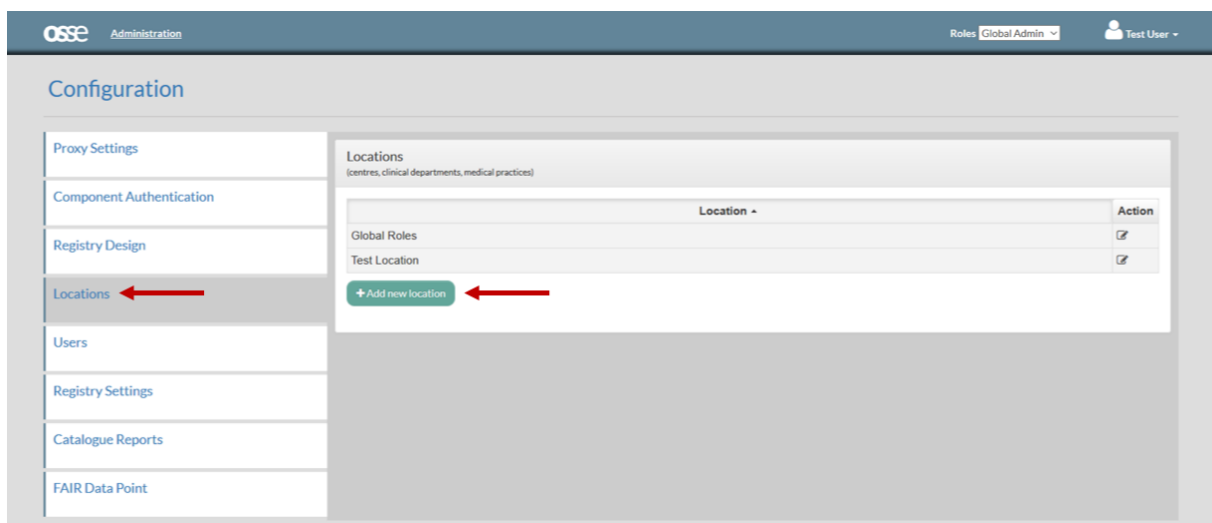 osse Administration Roles Global Admin Test User
Configuration
Proxy Settings
Component Authentication
Registry Design
Locations
Users
Registry Settings
Catalogue Reports
FAIR Data Point
Locations
(centres, clinical departments, medical practices)
Location Action
Global Roles
Test Location
+ Add new location